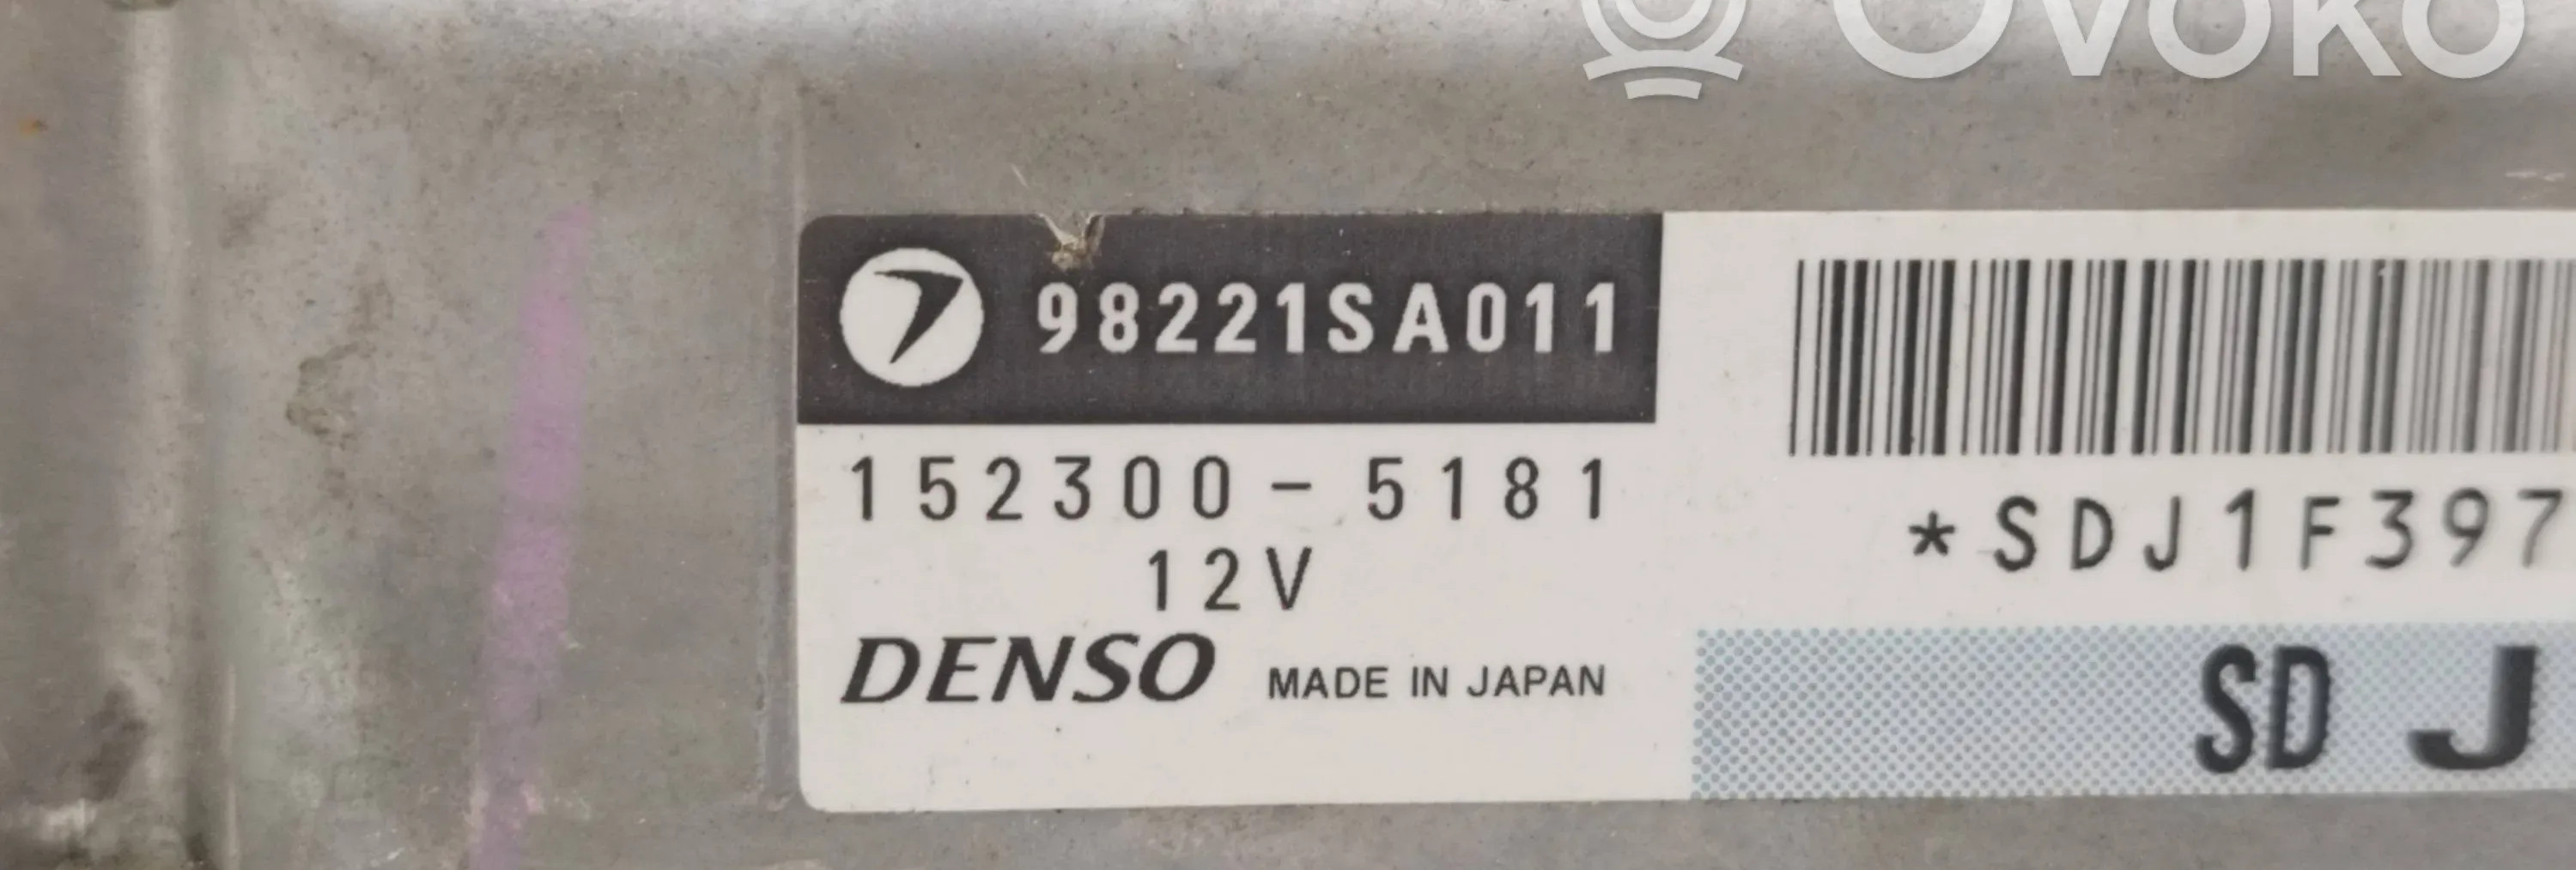 OVOKO
98221SA011
152300-5181
12V
DENSO MADE IN JAPAN
*SDJ1F397
SD J